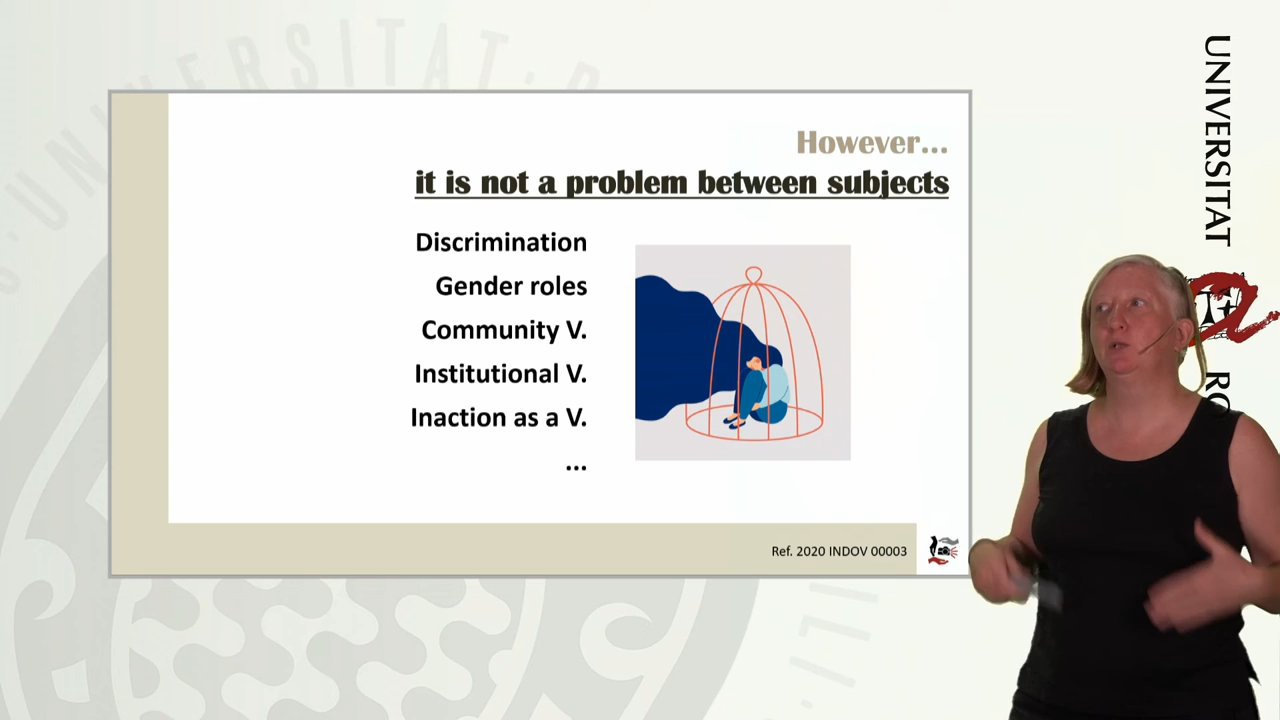 However...
it is not a problem between subjects
Discrimination
Gender roles
Community V.
Institutional V.
Inaction as a V.
...
Ref. 2020 INDOV 00003
UNIVERSITAT